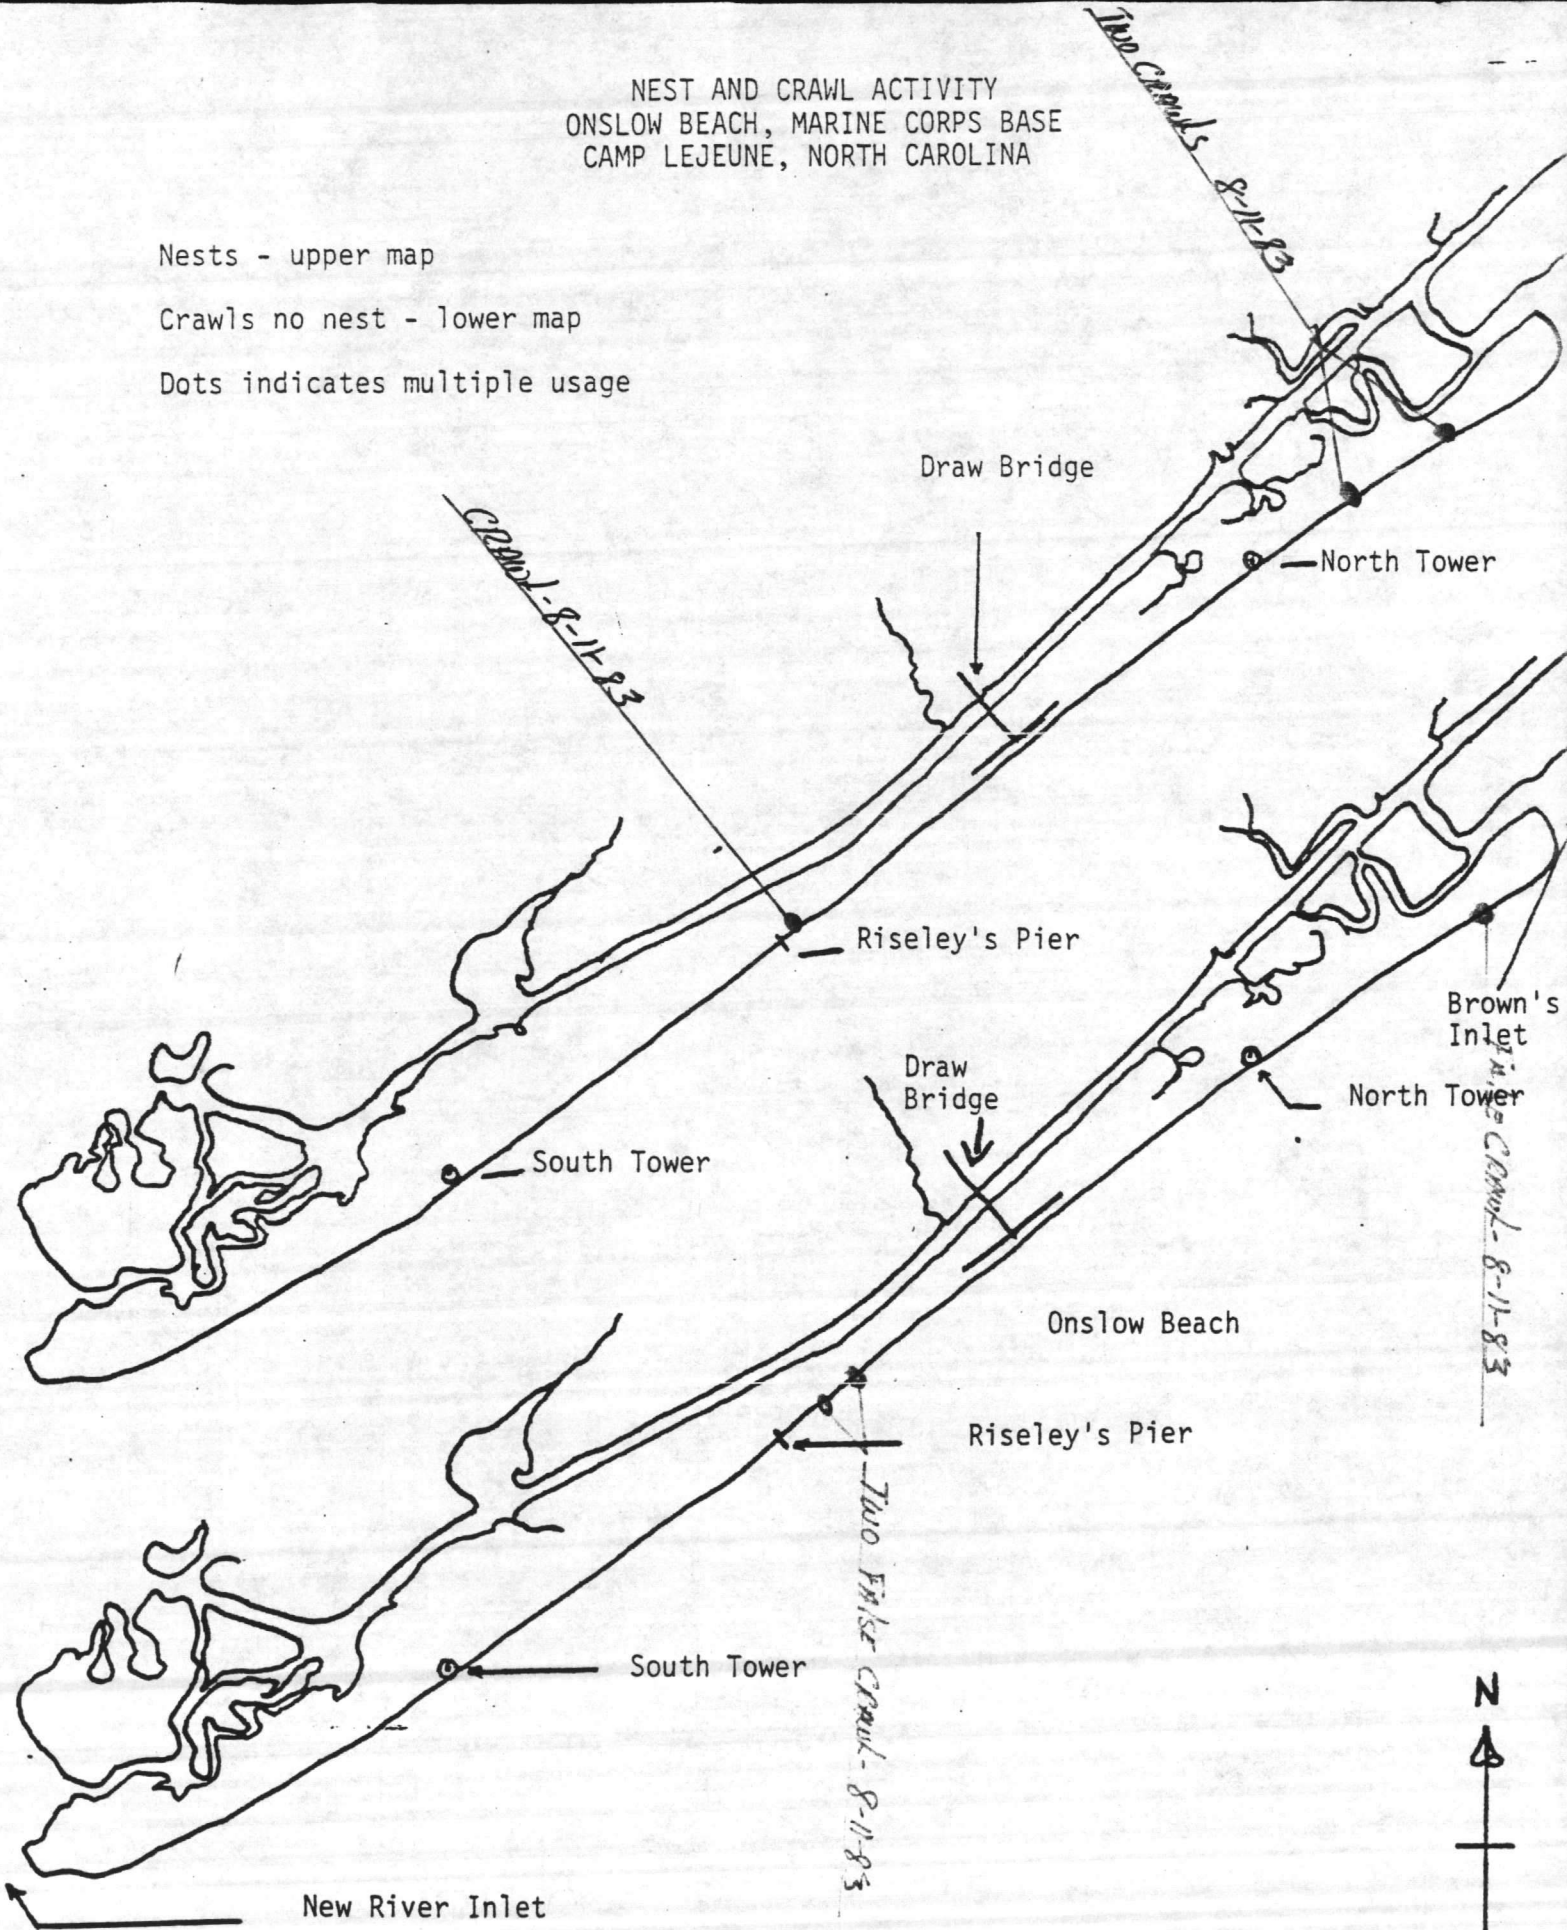 NEST AND CRAWL ACTIVITY
ONSLOW BEACH, MARINE CORPS BASE
CAMP LEJEUNE, NORTH CAROLINA
Two CRAwls 8-11-83
Nests - upper map
Crawls no nest - lower map
Dots indicates multiple usage
Draw Bridge
North Tower
CRAwl-8-11-83
Riseley's Pier
South Tower
Brown's
Inlet
Draw
Bridge
North Tower
CRAwl-8-11-83
Onslow Beach
Riseley's Pier
Two FAlsE CRAwl-8-11-83
South Tower
N
New River Inlet